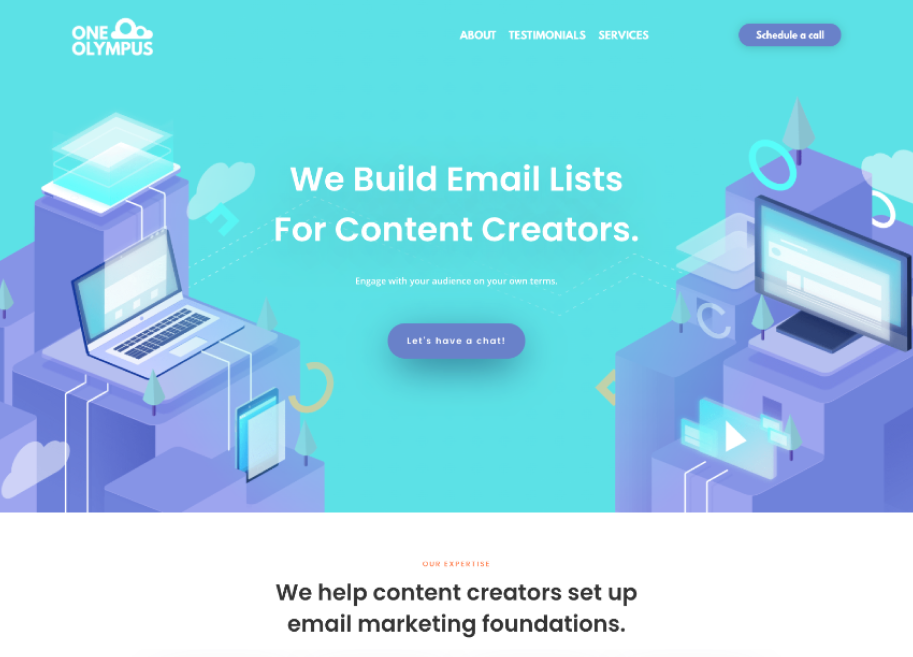 ONE
OLYMPUS
ABOUT TESTIMONIALS SERVICES
Schedule a call
We Build Email Lists
For Content Creators.
Engage with your audience on your own terms.
Let's have a chat!
OUR EXPERTISE
We help content creators set up
email marketing foundations.